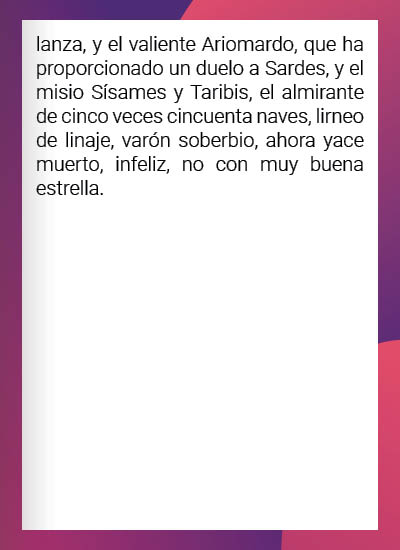 lanza, y el valiente Ariomardo, que ha
proporcionado un duelo a Sardes, y el
misio Sísames y Taribis, el almirante
de cinco veces cincuenta naves, lirneo
de linaje, varón soberbio, ahora yace
muerto, infeliz, no con muy buena
estrella.